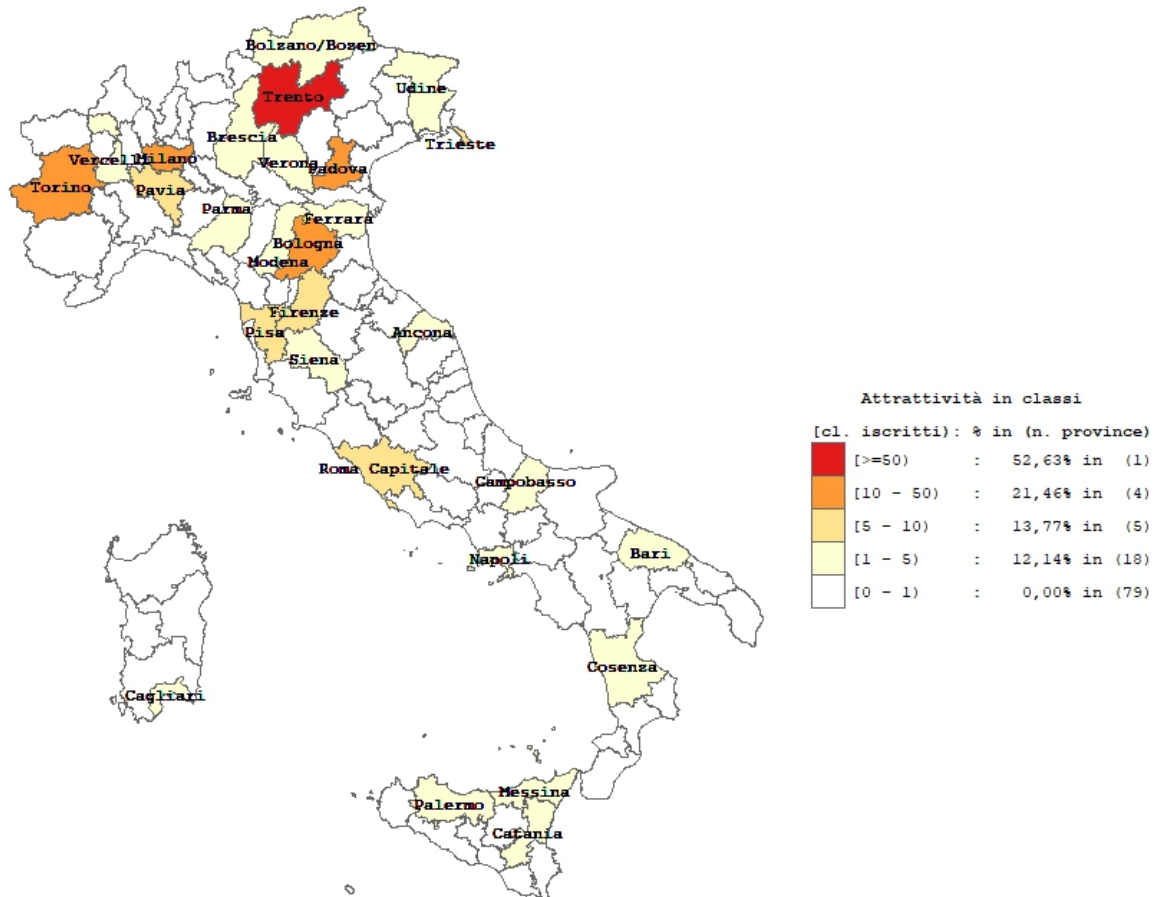 Bolzano/Bozen
Udine
Trento
Brescia
Trieste
Vercelli
Milano
Verona
Padova
Torino
Pavia
Parma
Ferrara
Bologna
Modena
Firenze
Pisa
Ancona
Siena
Attrattività in classi
[cl. iscritti): % in (n. province)
[>=50) : 52,63% in (1)
Roma Capitale
Campobasso
[10 - 50) : 21,46% in (4)
[5 - 10) : 13,77% in (5)
Napoli
Bari
[1 - 5) : 12,14% in (18)
[0 - 1) : 0,00% in (79)
Cosenza
Cagliari
Messina
Palermo
Catania